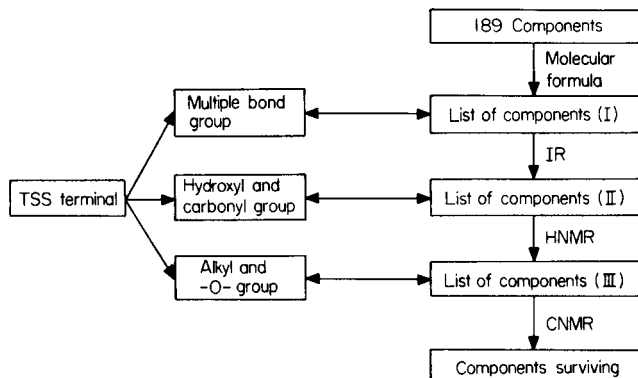 189 Components
Molecular
formula
Multiple bond
group
List of components (I)
IR
TSS terminal
Hydroxyl and
carbonyl group
List of components (II)
HNMR
Alkyl and
-O- group
List of components (III)
CNMR
Components surviving